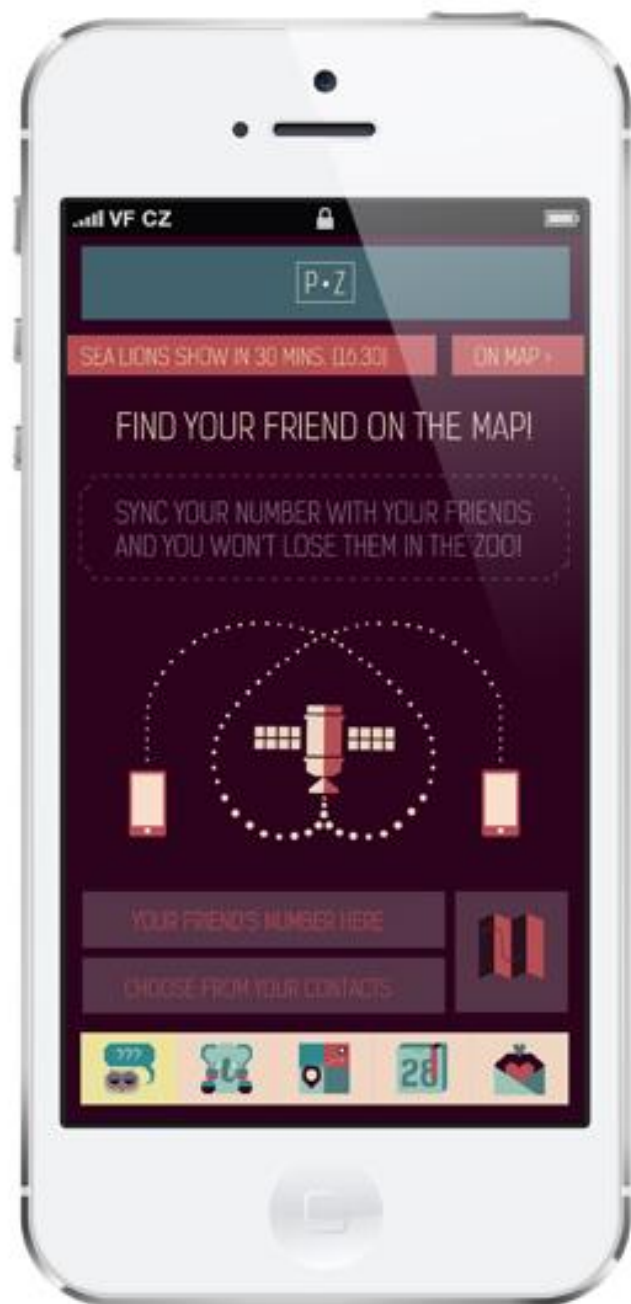 VF CZ
P•Z
SEA LIONS SHOW IN 30 MINS. (16.30)
ON MAP >
FIND YOUR FRIEND ON THE MAP!
SYNC YOUR NUMBER WITH YOUR FRIENDS
AND YOU WON'T LOSE THEM IN THE ZOO!
YOUR FRIEND'S NUMBER HERE
CHOOSE FROM YOUR CONTACTS
???
i
28